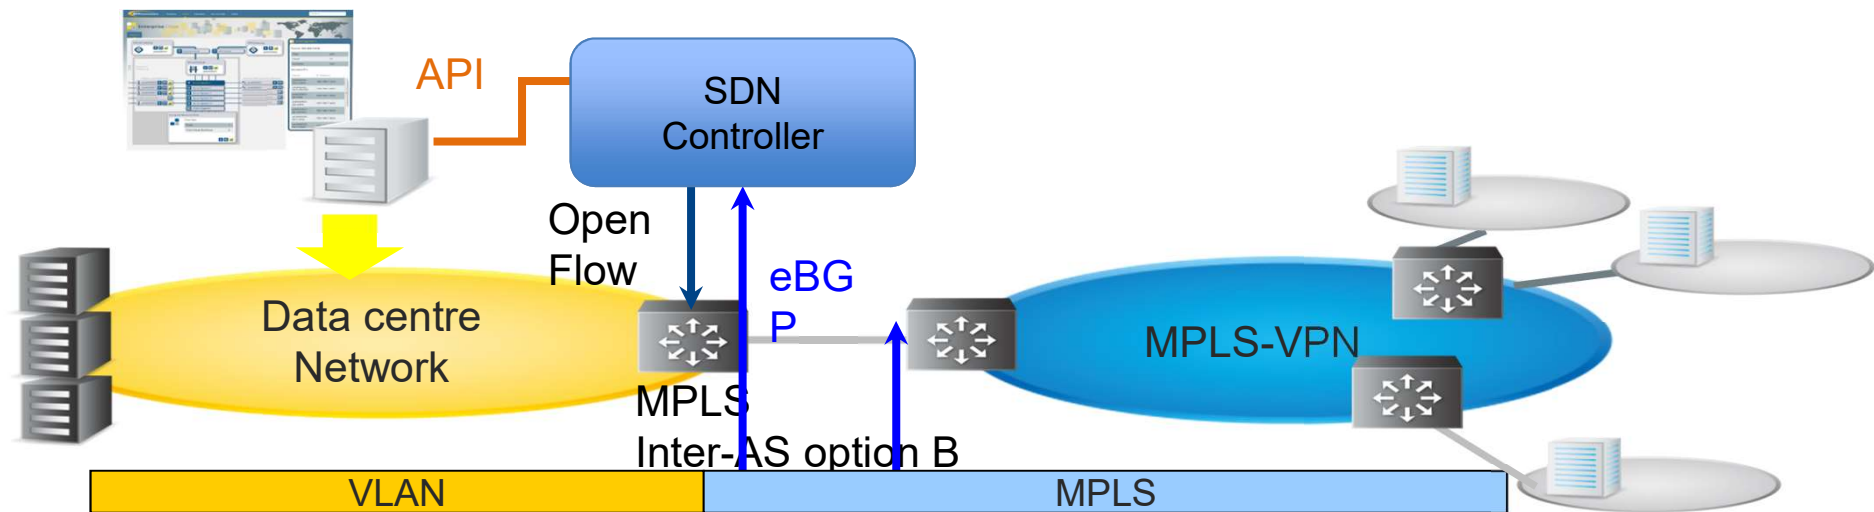 API
SDN
Controller
Open
Flow
eBG
P
Data centre
Network
MPLS-VPN
MPLS
Inter-AS option B
VLAN
MPLS